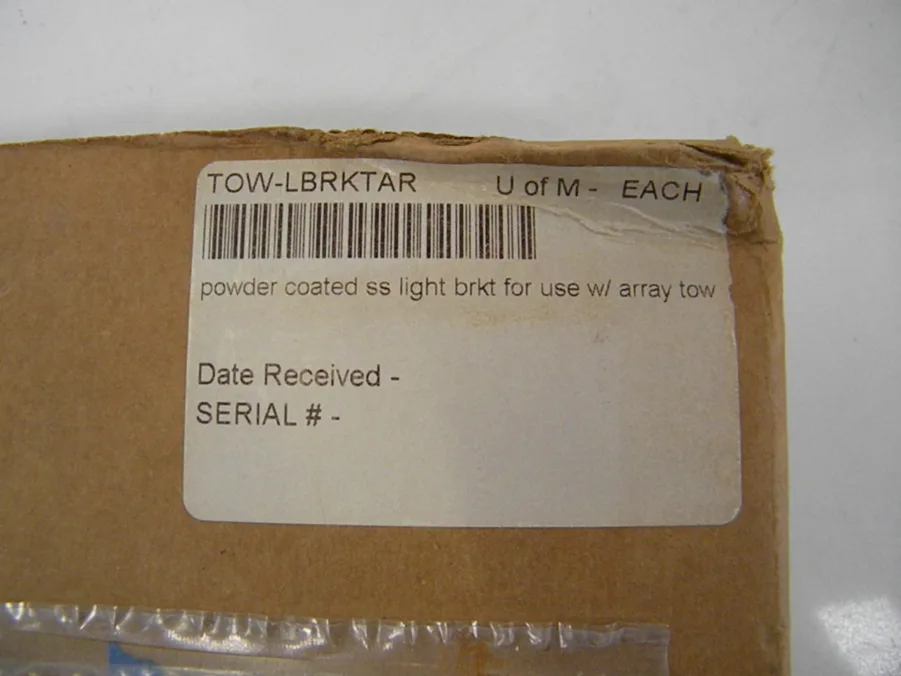 TOW-LBRKTAR U of M - EACH
powder coated ss light brkt for use w/ array tow
Date Received -
SERIAL # -